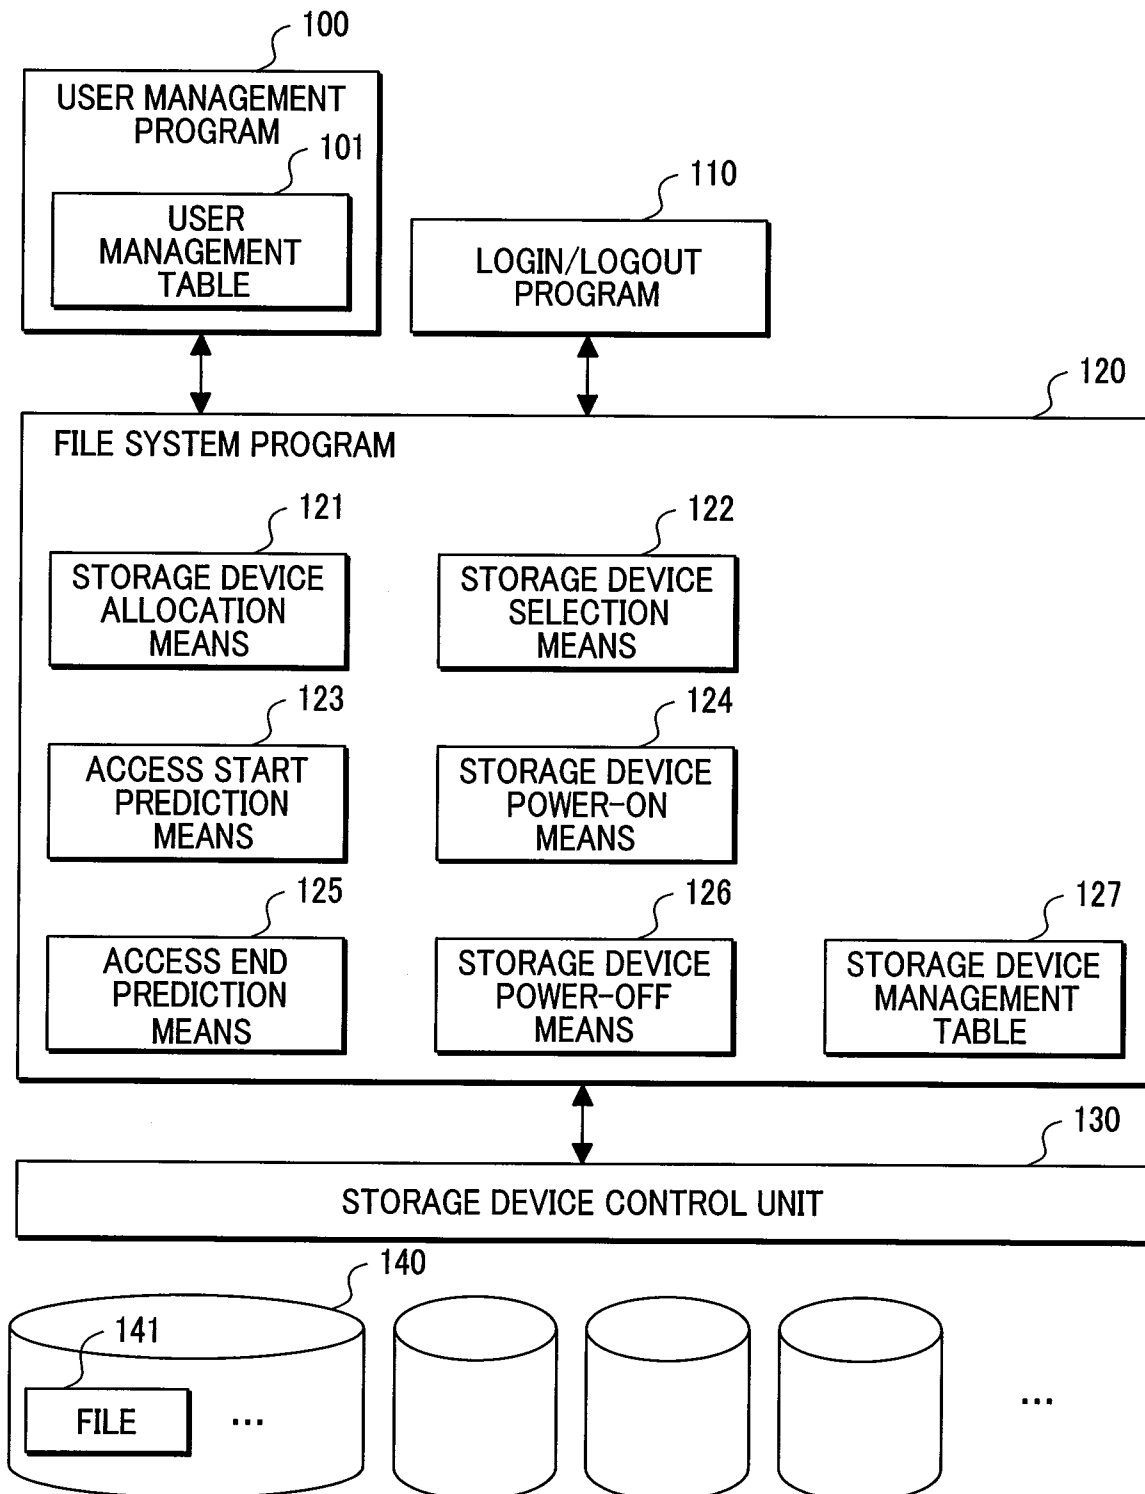 100
USER MANAGEMENT
PROGRAM
101
USER
MANAGEMENT
TABLE
110
LOGIN/LOGOUT
PROGRAM
120
FILE SYSTEM PROGRAM
121
STORAGE DEVICE
ALLOCATION
MEANS
122
STORAGE DEVICE
SELECTION
MEANS
123
ACCESS START
PREDICTION
MEANS
124
STORAGE DEVICE
POWER-ON
MEANS
125
ACCESS END
PREDICTION
MEANS
126
STORAGE DEVICE
POWER-OFF
MEANS
127
STORAGE DEVICE
MANAGEMENT
TABLE
130
STORAGE DEVICE CONTROL UNIT
140
141
FILE
...
...